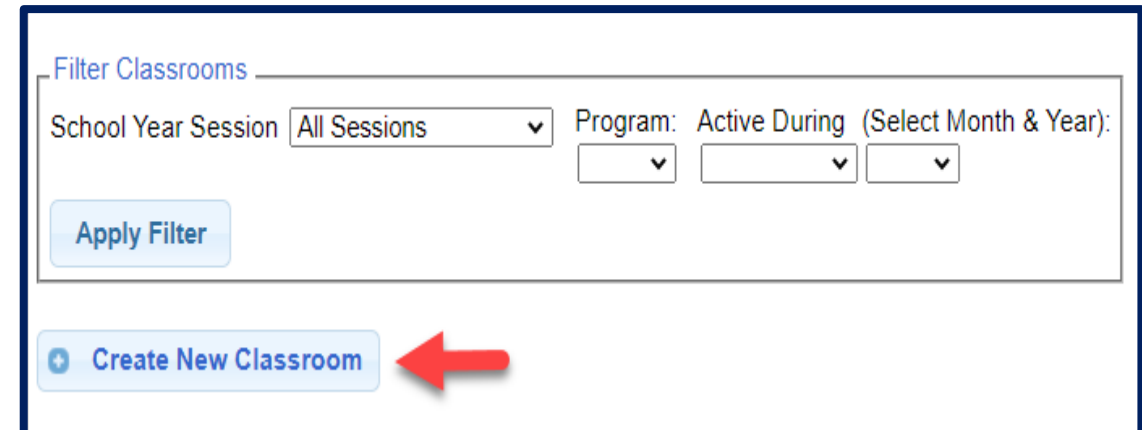 Filter Classrooms
School Year Session All Sessions Program: Active During (Select Month & Year):
Apply Filter
Create New Classroom